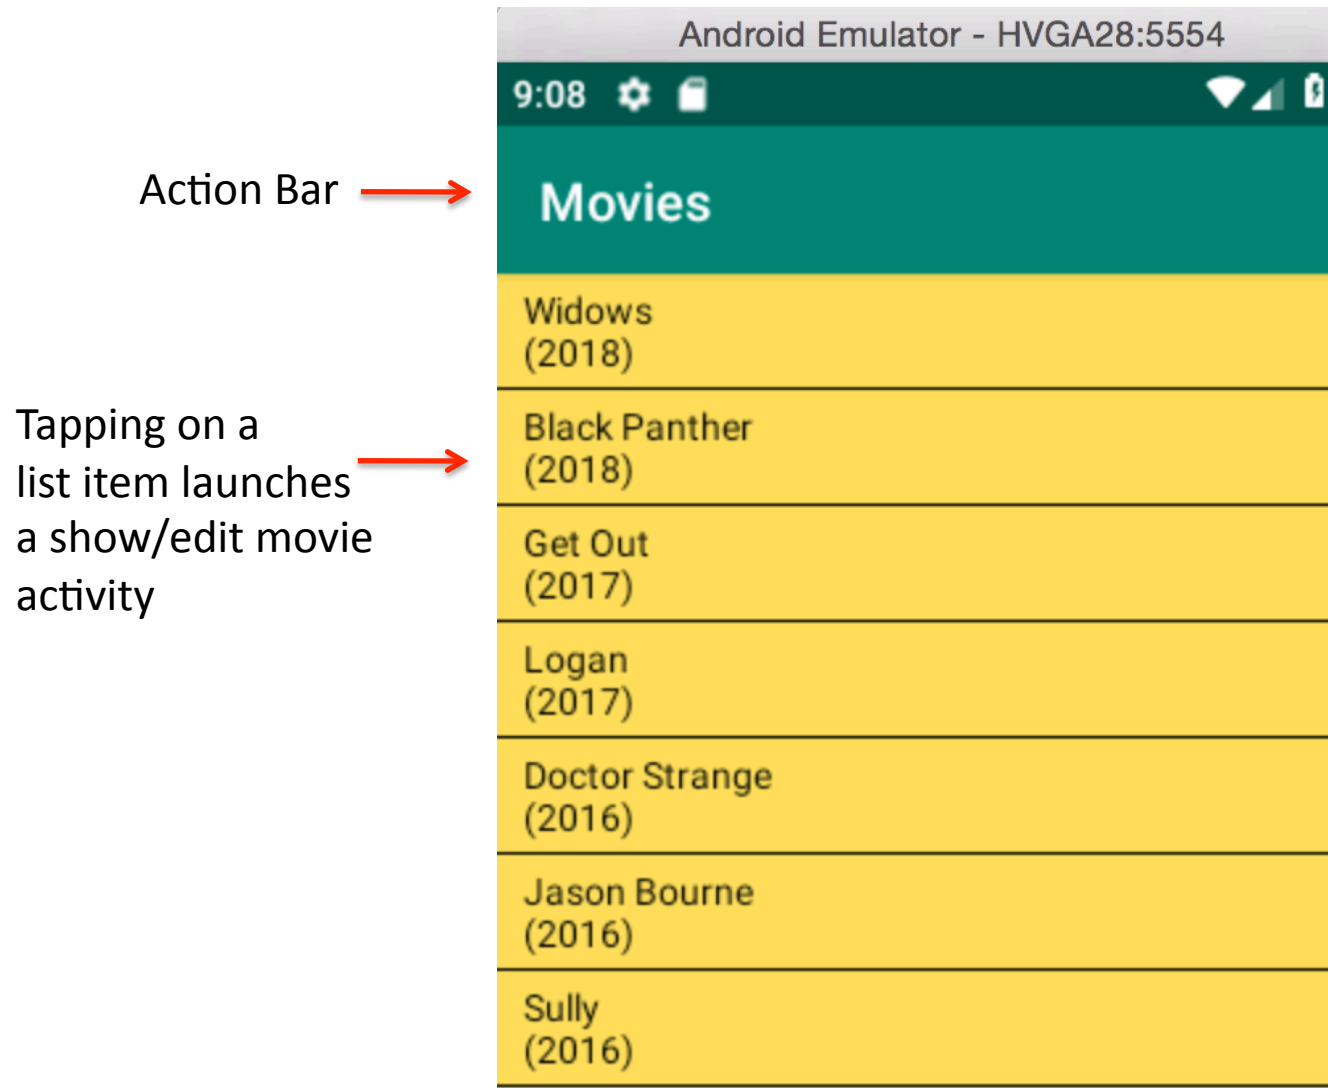 Android Emulator - HVGA28:5554
9:08
Action Bar
Movies
Widows
(2018)
Tapping on a
list item launches
a show/edit movie
activity
Black Panther
(2018)
Get Out
(2017)
Logan
(2017)
Doctor Strange
(2016)
Jason Bourne
(2016)
Sully
(2016)